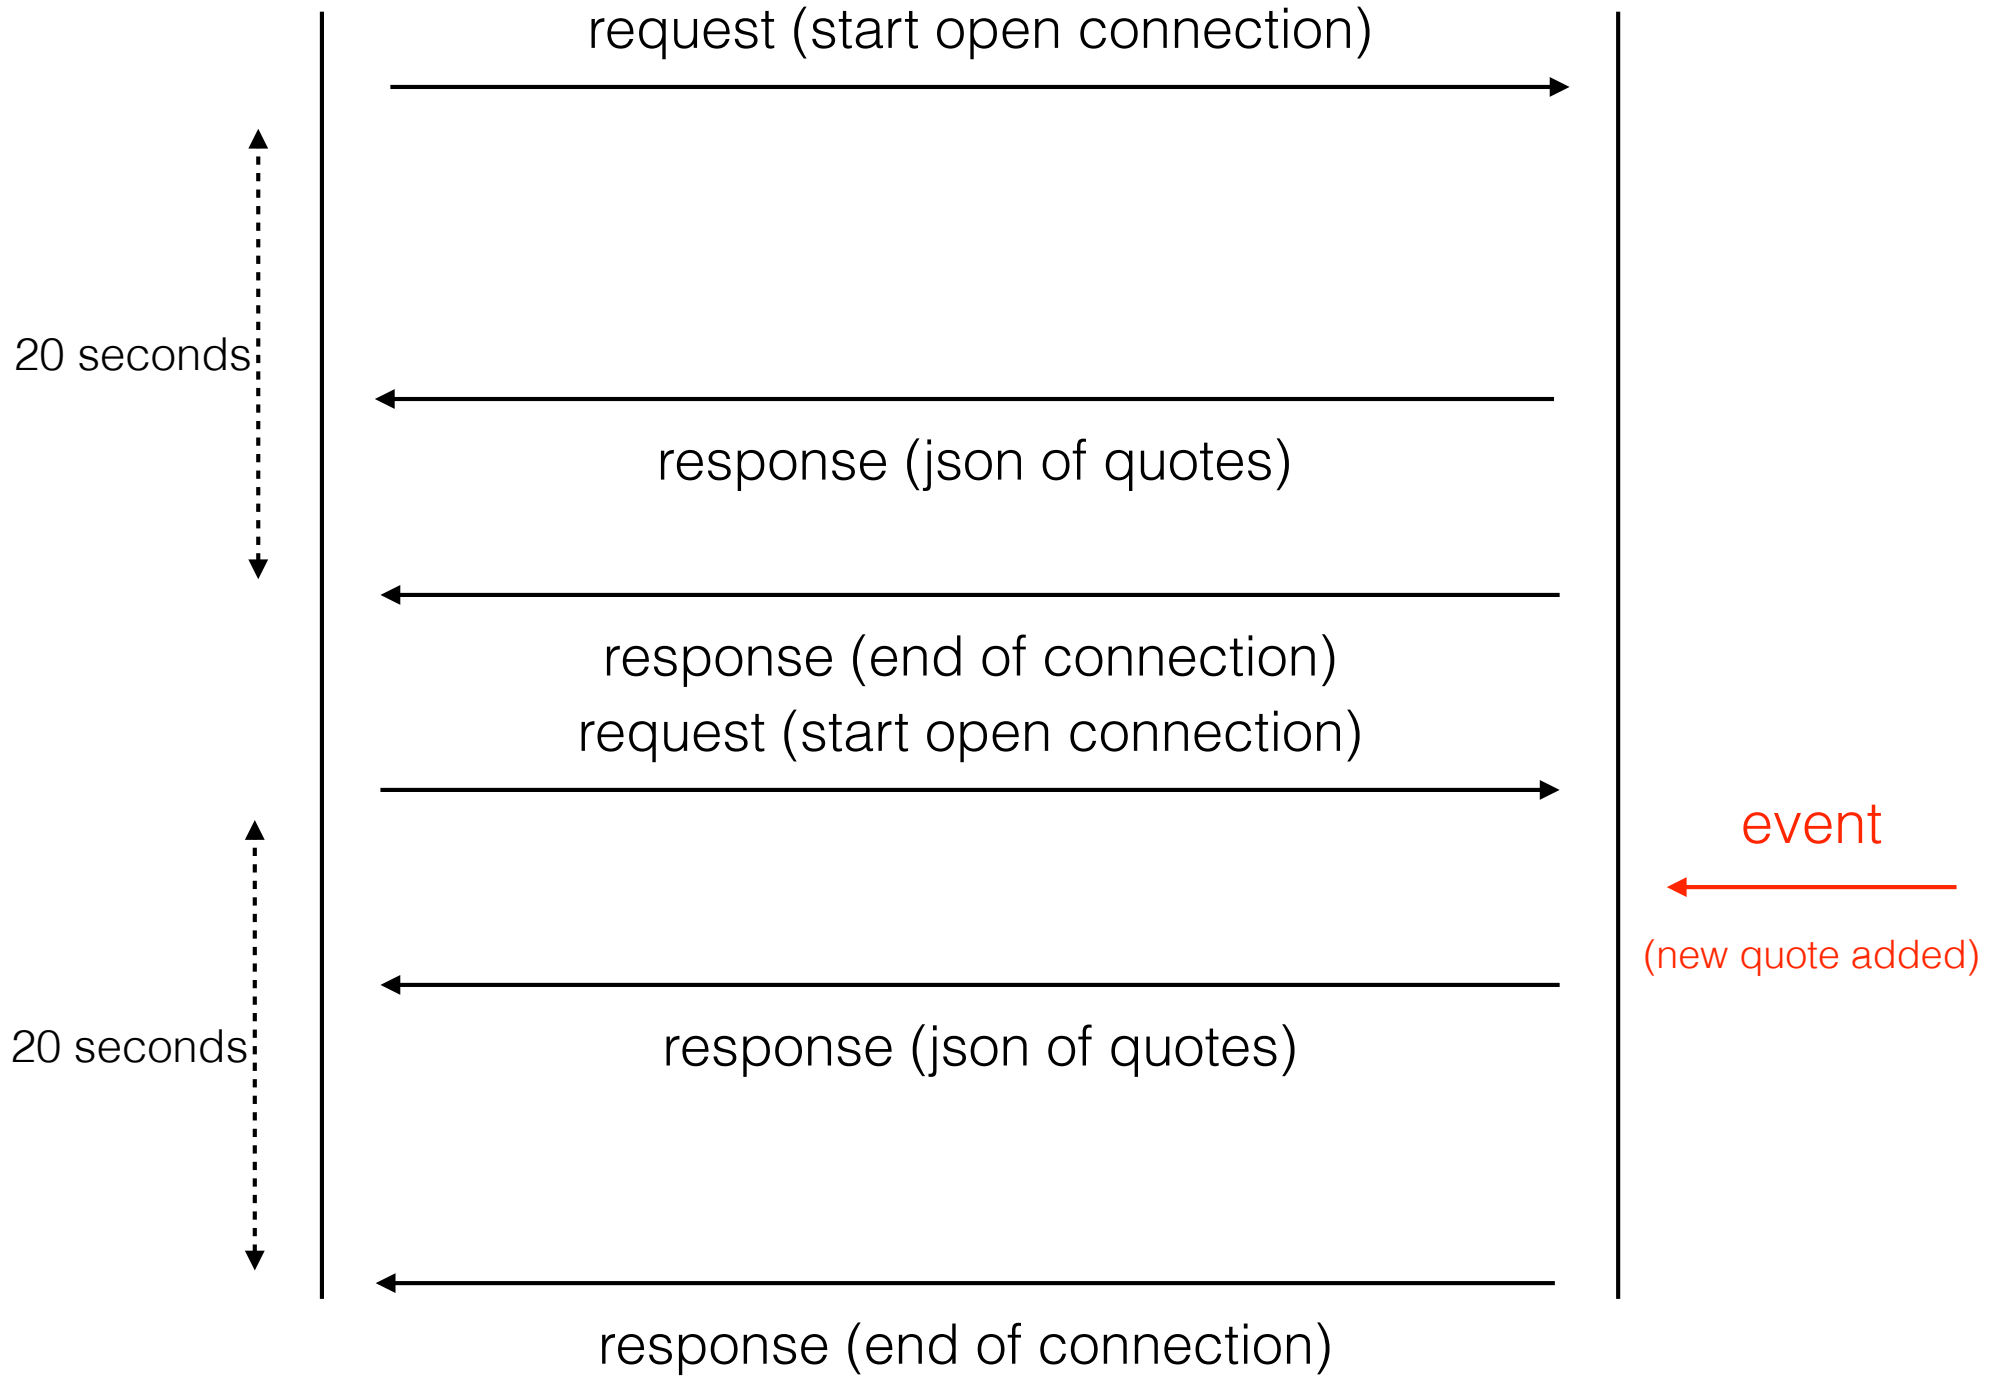 request (start open connection)
20 seconds
response (json of quotes)
response (end of connection)
request (start open connection)
event
(new quote added)
20 seconds
response (json of quotes)
response (end of connection)